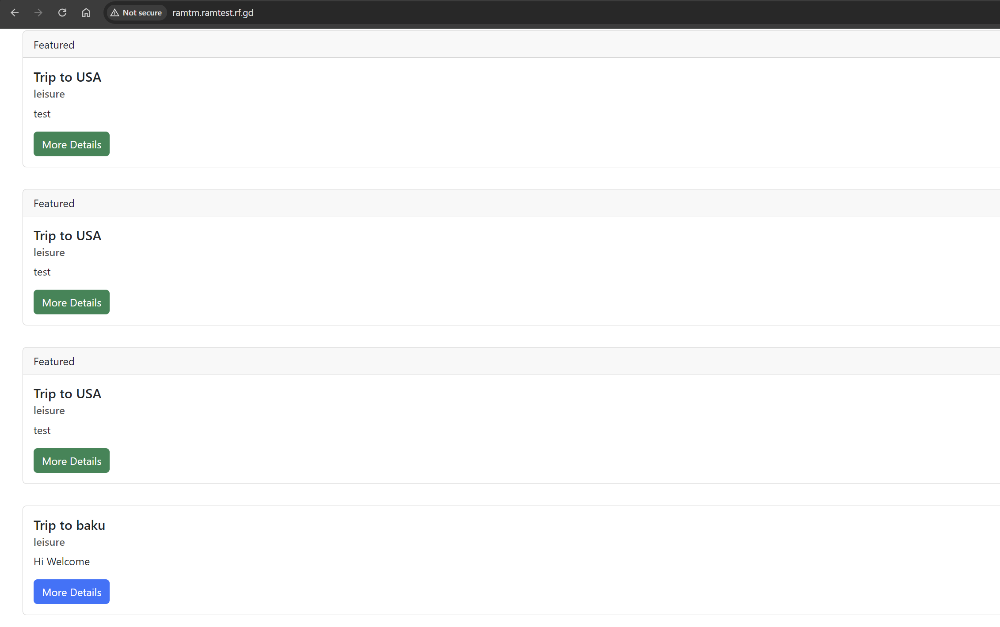 Not secure ramtm.ramtest.rf.gd
Featured
Trip to USA
leisure
test
More Details
Featured
Trip to USA
leisure
test
More Details
Featured
Trip to USA
leisure
test
More Details
Trip to baku
leisure
Hi Welcome
More Details